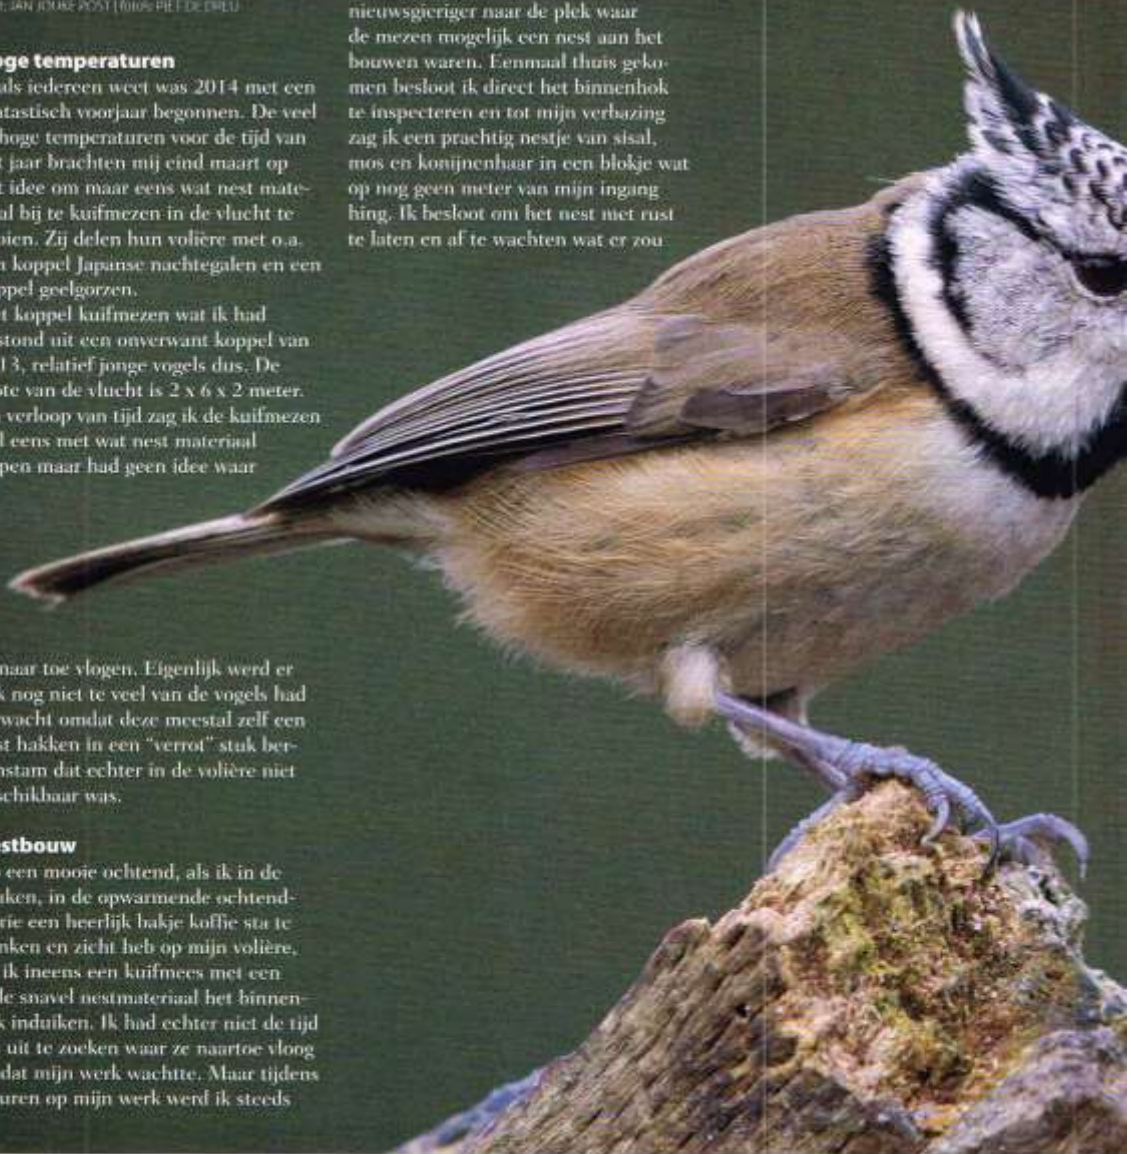 JAN JOUKE POST | foto's: PIET DE DREU
oge temperaturen
als iedereen weet was 2014 met een
ntastisch voorjaar begonnen. De veel
hoge temperaturen voor de tijd van
t jaar brachten mij eind maart op
t idee om maar eens wat nest mate-
al bij te kuifmezen in de vlucht te
oien. Zij delen hun volière met o.a.
n koppel Japanse nachtegalen en een
ppel geelgorzen.
et koppel kuifmezen wat ik had
stond uit een onverwant koppel van
13, relatief jonge vogels dus. De
ote van de vlucht is 2 x 6 x 2 meter.
verloop van tijd zag ik de kuifmezen
l eens met wat nest materiaal
pen maar had geen idee waar
naar toe vlogen. Eigenlijk werd er
k nog niet te veel van de vogels had
wacht omdat deze meestal zelf een
st hakken in een “verrot” stuk ber-
nstam dat echter in de volière niet
schikbaar was.
estbouw
een mooie ochtend, als ik in de
uken, in de opwarmende ochtend-
rie een heerlijk bakje koffie sta te
nken en zicht heb op mijn volière,
ik ineens een kuifmees met een
le snavel nestmateriaal het binnen-
k induiken. Ik had echter niet de tijd
uit te zoeken waar ze naartoe vloog
dat mijn werk wachtte. Maar tijdens
uren op mijn werk werd ik steeds
nieuwsgieriger naar de plek waar
de mezen mogelijk een nest aan het
bouwen waren. Eenmaal thuis geko-
men besloot ik direct het binnenhok
te inspecteren en tot mijn verbazing
zag ik een prachtig nestje van sisal,
mos en konijnenhaar in een blokje wat
op nog geen meter van mijn ingang
hing. Ik besloot om het nest met rust
te laten en af te wachten wat er zou